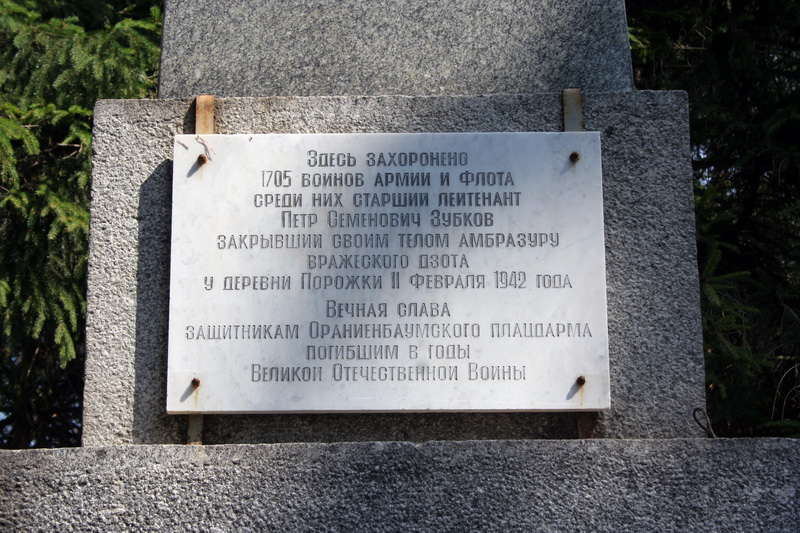 Здесь захоронено
1705 воинов армии и флота
среди них старший лейтенант
Петр Семенович Зубков
закрывший своим телом амбразуру
вражеского дзота
у деревни Порожки 11 февраля 1942 года
Вечная слава
защитникам Ораниенбаумского плацдарма
погибшим в годы
Великой Отечественной Войны